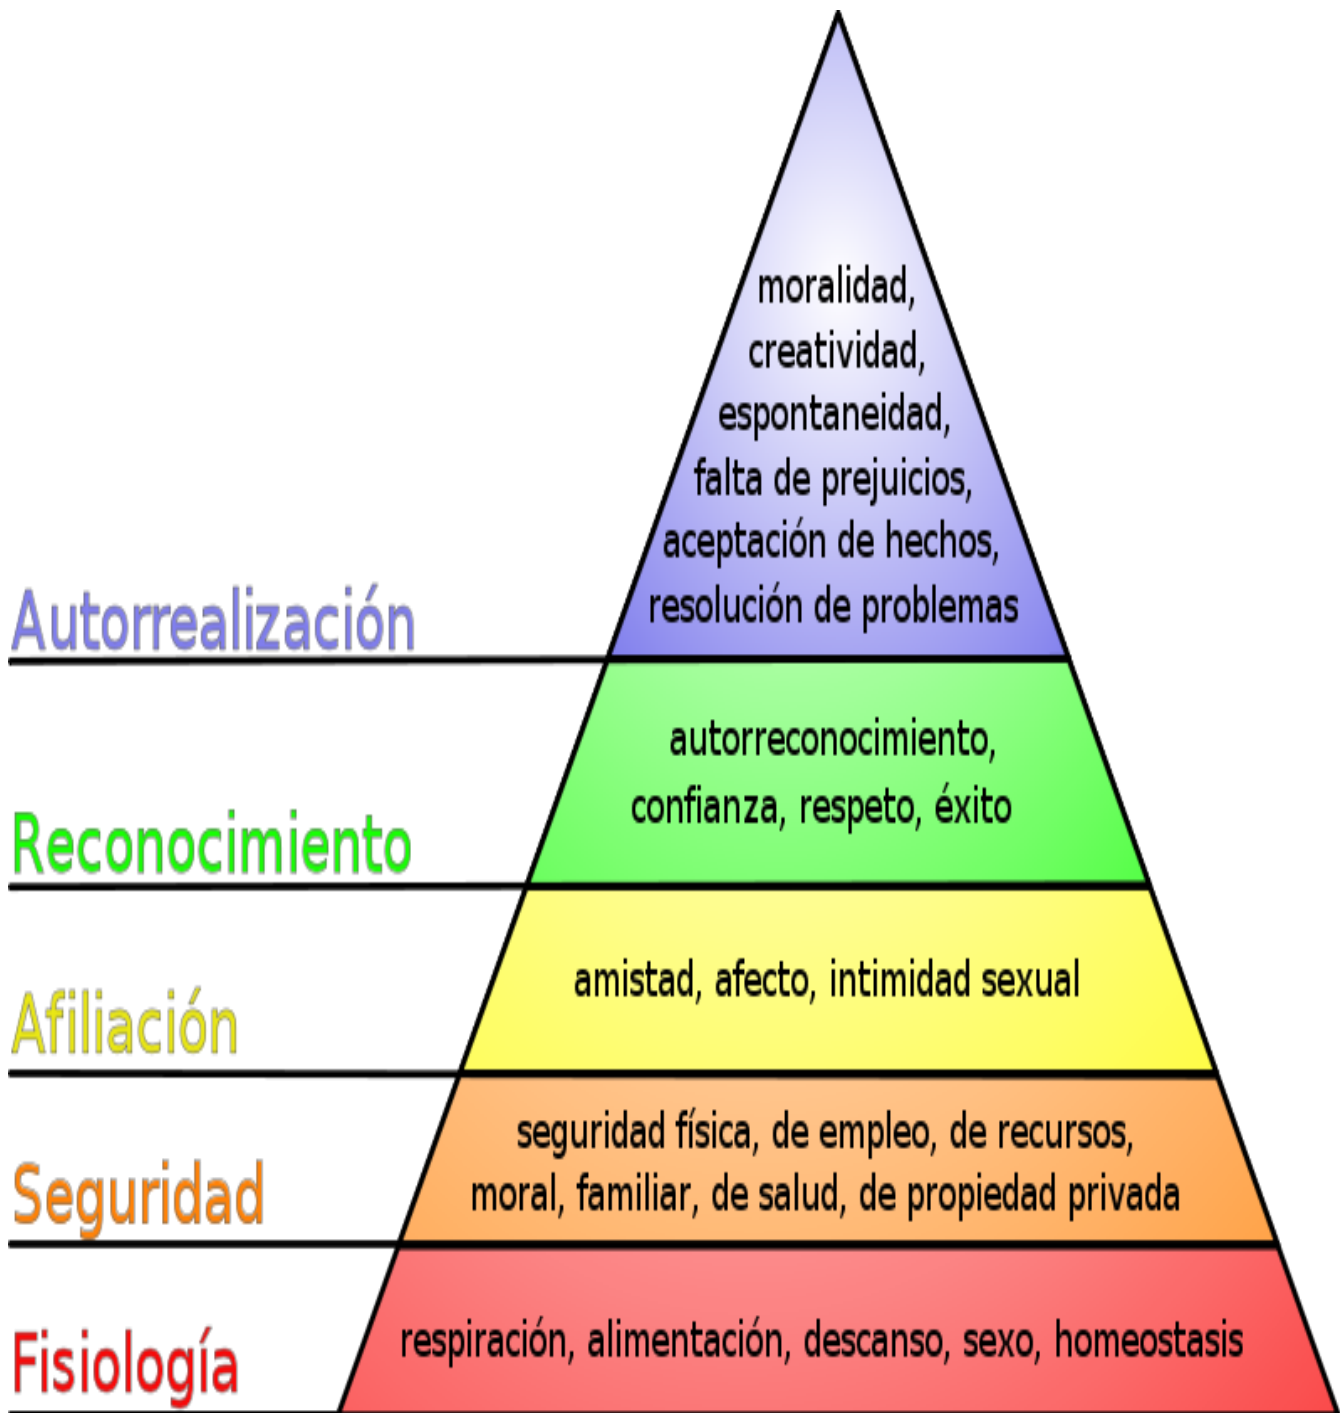 moralidad,
creatividad,
espontaneidad,
falta de prejuicios,
aceptación de hechos,
resolución de problemas
Autorrealización
autorreconocimiento,
confianza, respeto, éxito
Reconocimiento
amistad, afecto, intimidad sexual
Afiliación
seguridad física, de empleo, de recursos,
moral, familiar, de salud, de propiedad privada
Seguridad
respiración, alimentación, descanso, sexo, homeostasis
Fisiología